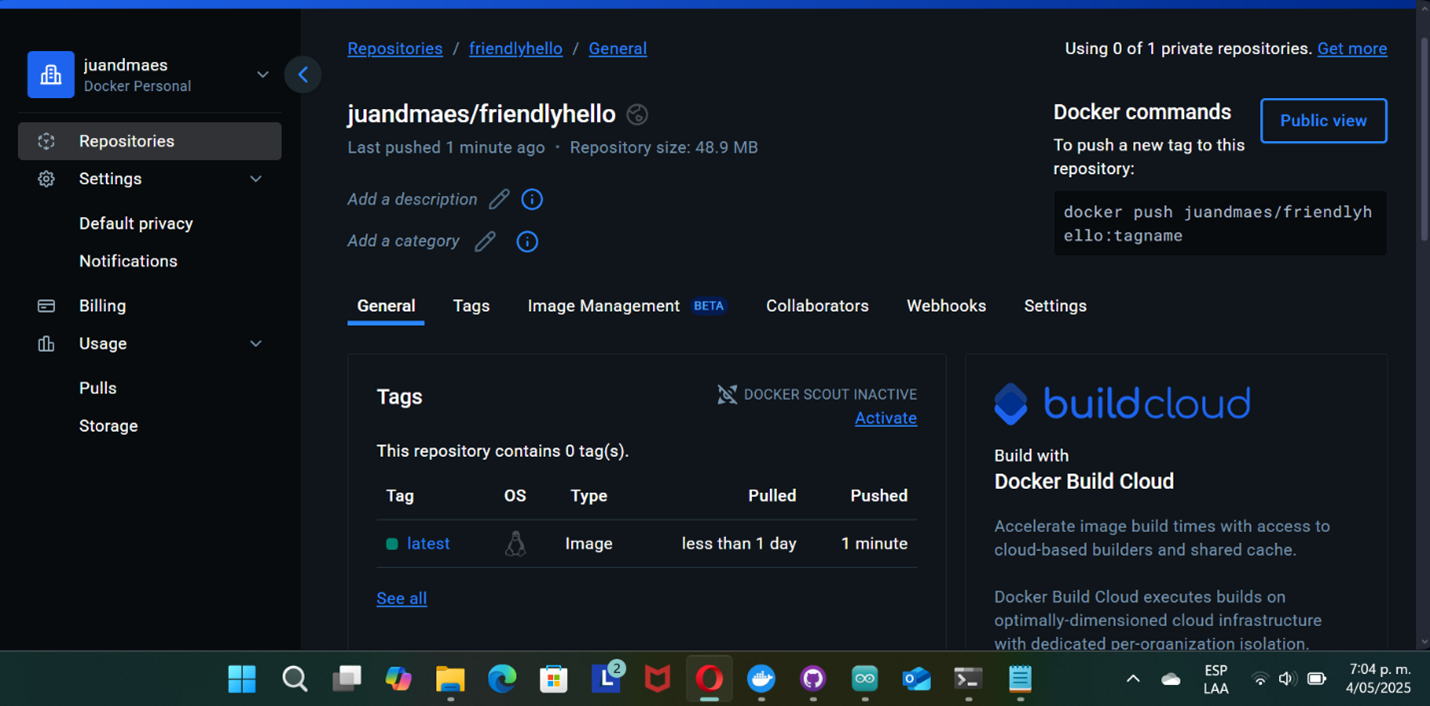 juandmaes
Docker Personal
Repositories
Settings
Default privacy
Notifications
Billing
Usage
Pulls
Storage
Repositories / friendlyhello / General
Using 0 of 1 private repositories. Get more
juandmaes/friendlyhello
Last pushed 1 minute ago · Repository size: 48.9 MB
Add a description
Add a category
Docker commands
Public view
To push a new tag to this
repository:
docker push juandmaes/friendlyh
ello:tagname
General Tags Image Management BETA Collaborators Webhooks Settings
Tags
DOCKER SCOUT INACTIVE
Activate
This repository contains 0 tag(s).
Tag OS Type Pulled Pushed
latest Image less than 1 day 1 minute
See all
buildcloud
Build with
Docker Build Cloud
Accelerate image build times with access to
cloud-based builders and shared cache.
Docker Build Cloud executes builds on
optimally-dimensioned cloud infrastructure
with dedicated per-organization isolation.
L 2
ESP
LAA
7:04 p. m.
4/05/2025